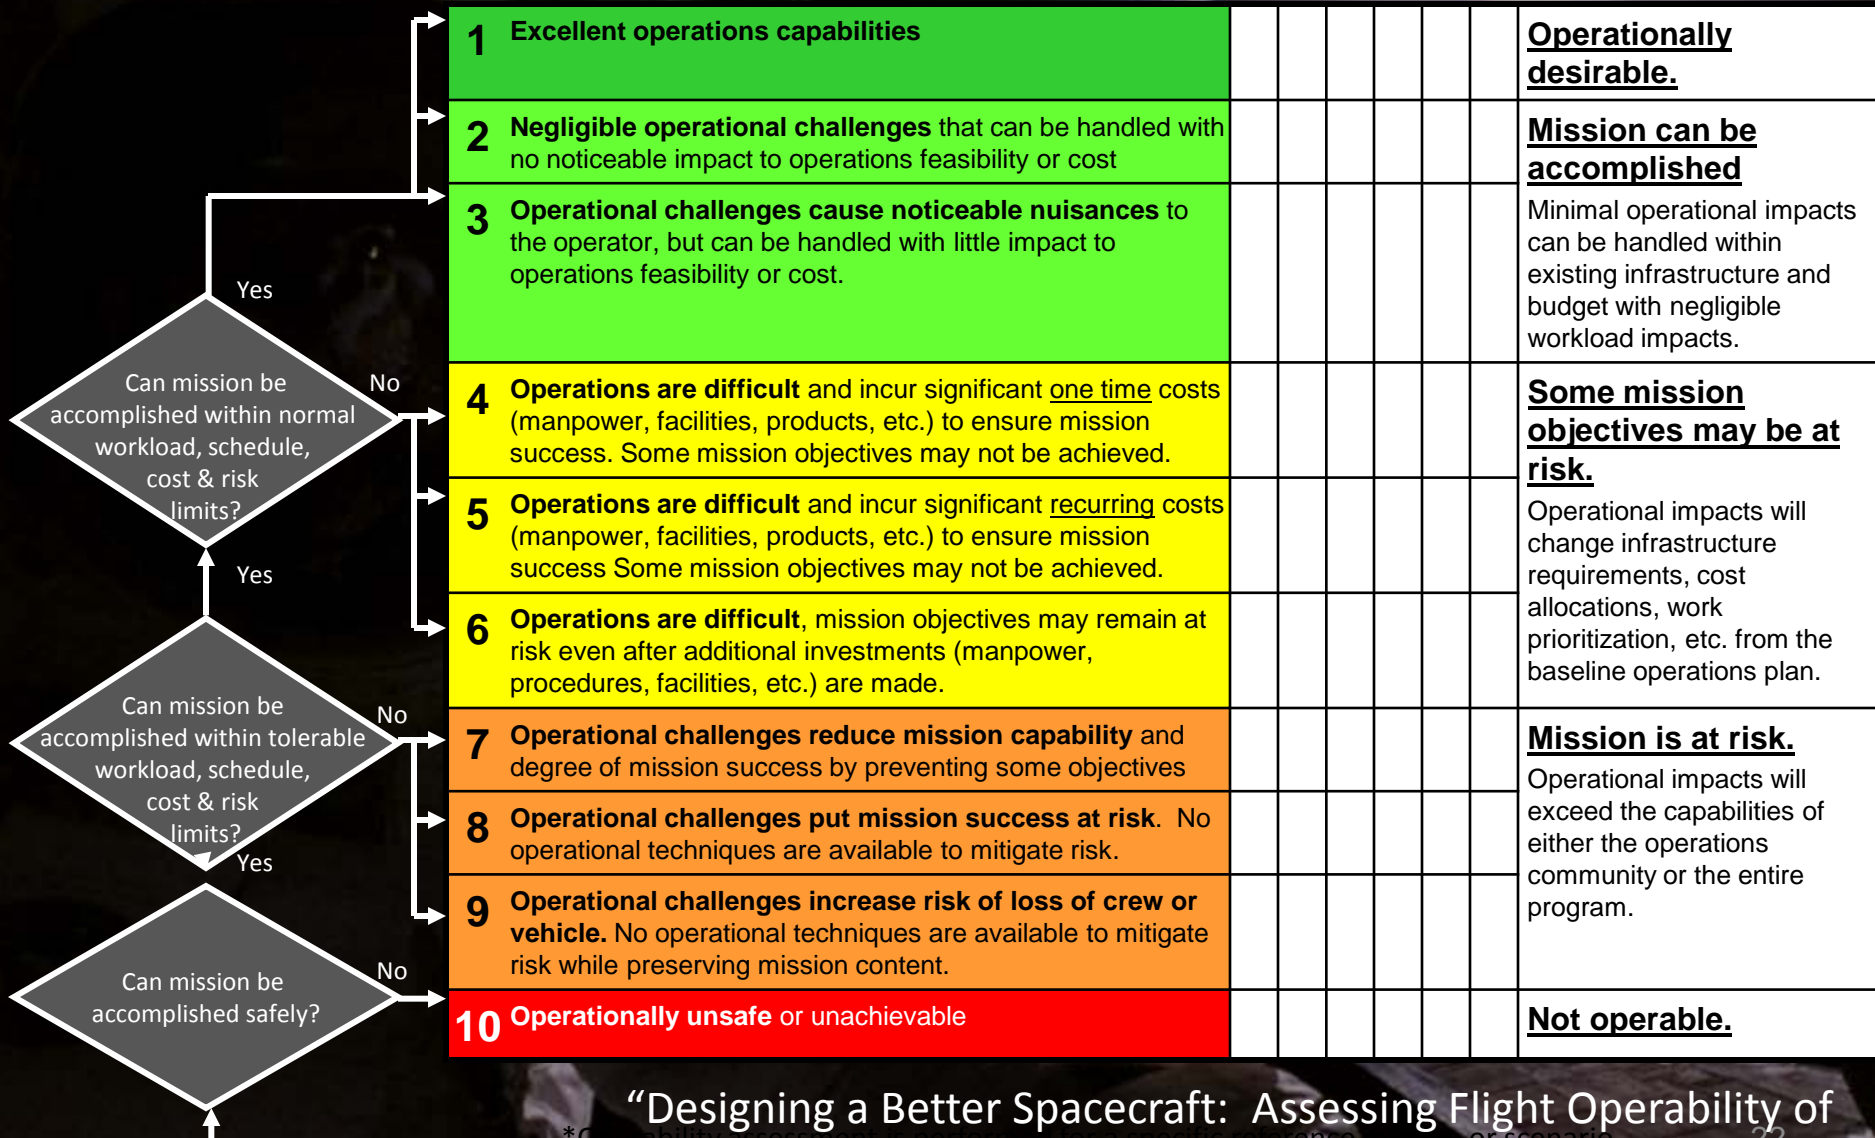 1 Excellent operations capabilities
Operationally
desirable.
2 Negligible operational challenges that can be handled with
no noticeable impact to operations feasibility or cost
Mission can be
accomplished
Minimal operational impacts
can be handled within
existing infrastructure and
budget with negligible
workload impacts.
3 Operational challenges cause noticeable nuisances to
the operator, but can be handled with little impact to
operations feasibility or cost.
Yes
Can mission be
accomplished within normal
workload, schedule,
cost & risk
limits?
No
4 Operations are difficult and incur significant one time costs
(manpower, facilities, products, etc.) to ensure mission
success. Some mission objectives may not be achieved.
Some mission
objectives may be at
risk.
Operational impacts will
change infrastructure
requirements, cost
allocations, work
prioritization, etc. from the
baseline operations plan.
5 Operations are difficult and incur significant recurring costs
(manpower, facilities, products, etc.) to ensure mission
success Some mission objectives may not be achieved.
Yes
6 Operations are difficult, mission objectives may remain at
risk even after additional investments (manpower,
procedures, facilities, etc.) are made.
Can mission be
accomplished within tolerable
workload, schedule,
cost & risk
limits?
No
7 Operational challenges reduce mission capability and
degree of mission success by preventing some objectives
Mission is at risk.
Operational impacts will
exceed the capabilities of
either the operations
community or the entire
program.
8 Operational challenges put mission success at risk. No
operational techniques are available to mitigate risk.
Yes
9 Operational challenges increase risk of loss of crew or
vehicle. No operational techniques are available to mitigate
risk while preserving mission content.
Can mission be
accomplished safely?
No
10 Operationally unsafe or unachievable
Not operable.
“Designing a Better Spacecraft: Assessing Flight Operability of